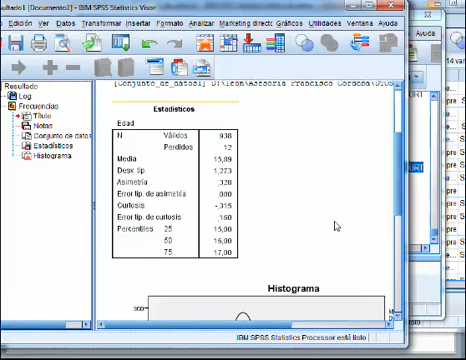 sultado1 [Documento1] - IBM SPSS Statistics Visor
Edición Ver Datos Transformar Insertar Formato Analizar Marketing directo Gráficos Utilidades Ventana Ayuda
Ayuda
14 var
Resultado
Log
Frecuencias
Título
Notas
Conjunto de datos
Estadísticos
Histograma
[Conjunto_de_datos1]
Estadísticos
Edad
N Válidos 938
Perdidos 12
Media 15,89
Desv. típ. 1,273
Asimetría ,328
Error típ. de asimetría ,080
Curtosis -,315
Error típ. de curtosis ,160
Percentiles 25 15,00
50 16,00
75 17,00
Histograma
300
IBM SPSS Statistics Processor está listo